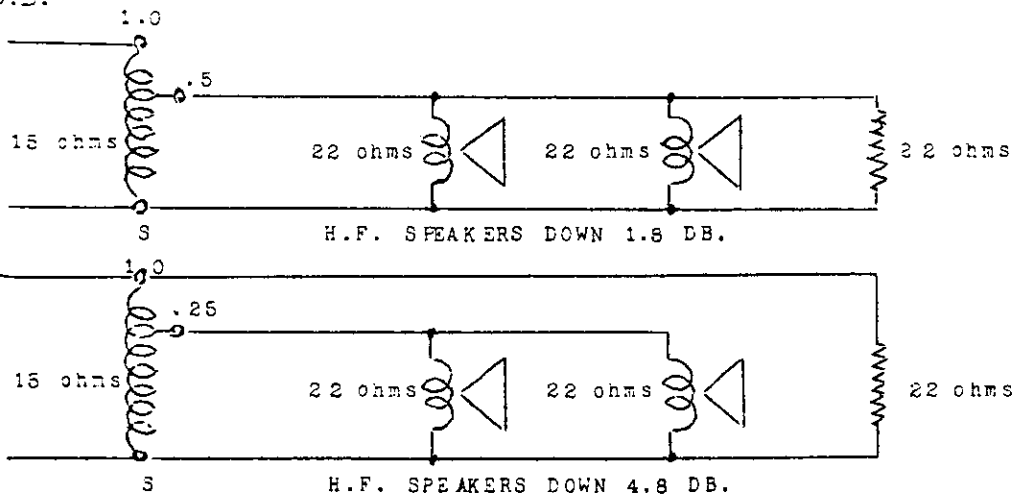 1.0
.5
15 ohms
22 ohms
22 ohms
22 ohms
S
H.F. SPEAKERS DOWN 1.8 DB.
1.0
.25
15 ohms
22 ohms
22 ohms
22 ohms
S
H.F. SPEAKERS DOWN 4.8 DB.